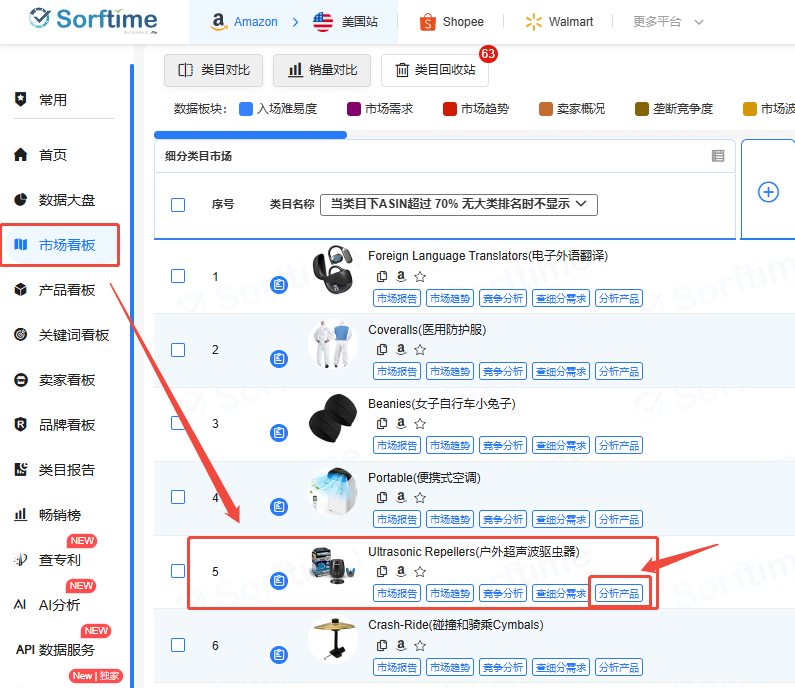 Sorftime
Amazon
美国站
Shopee
Walmart
更多平台
常用
首页
数据大盘
市场看板
产品看板
关键词看板
卖家看板
品牌看板
类目报告
畅销榜
NEW
查专利
NEW
AI AI分析
NEW
API 数据服务
New | 独家
类目对比
销量对比
类目回收站
63
数据板块:
入场难易度
市场需求
市场趋势
卖家概况
垄断竞争度
市场波
细分类目市场
序号
类目名称
当类目下ASIN超过 70% 无大类排名时不显示
1
Foreign Language Translators(电子外语翻译)
市场报告 市场趋势 竞争分析 查细分需求 分析产品
2
Coveralls(医用防护服)
市场报告 市场趋势 竞争分析 查细分需求 分析产品
3
Beanies(女子自行车小兔子)
市场报告 市场趋势 竞争分析 查细分需求 分析产品
4
Portable(便携式空调)
市场报告 市场趋势 竞争分析 查细分需求 分析产品
5
Ultrasonic Repellers(户外超声波驱虫器)
市场报告 市场趋势 竞争分析 查细分需求 分析产品
6
Crash-Ride(碰撞和骑乘Cymbals)
市场报告 市场趋势 竞争分析 查细分需求 分析产品